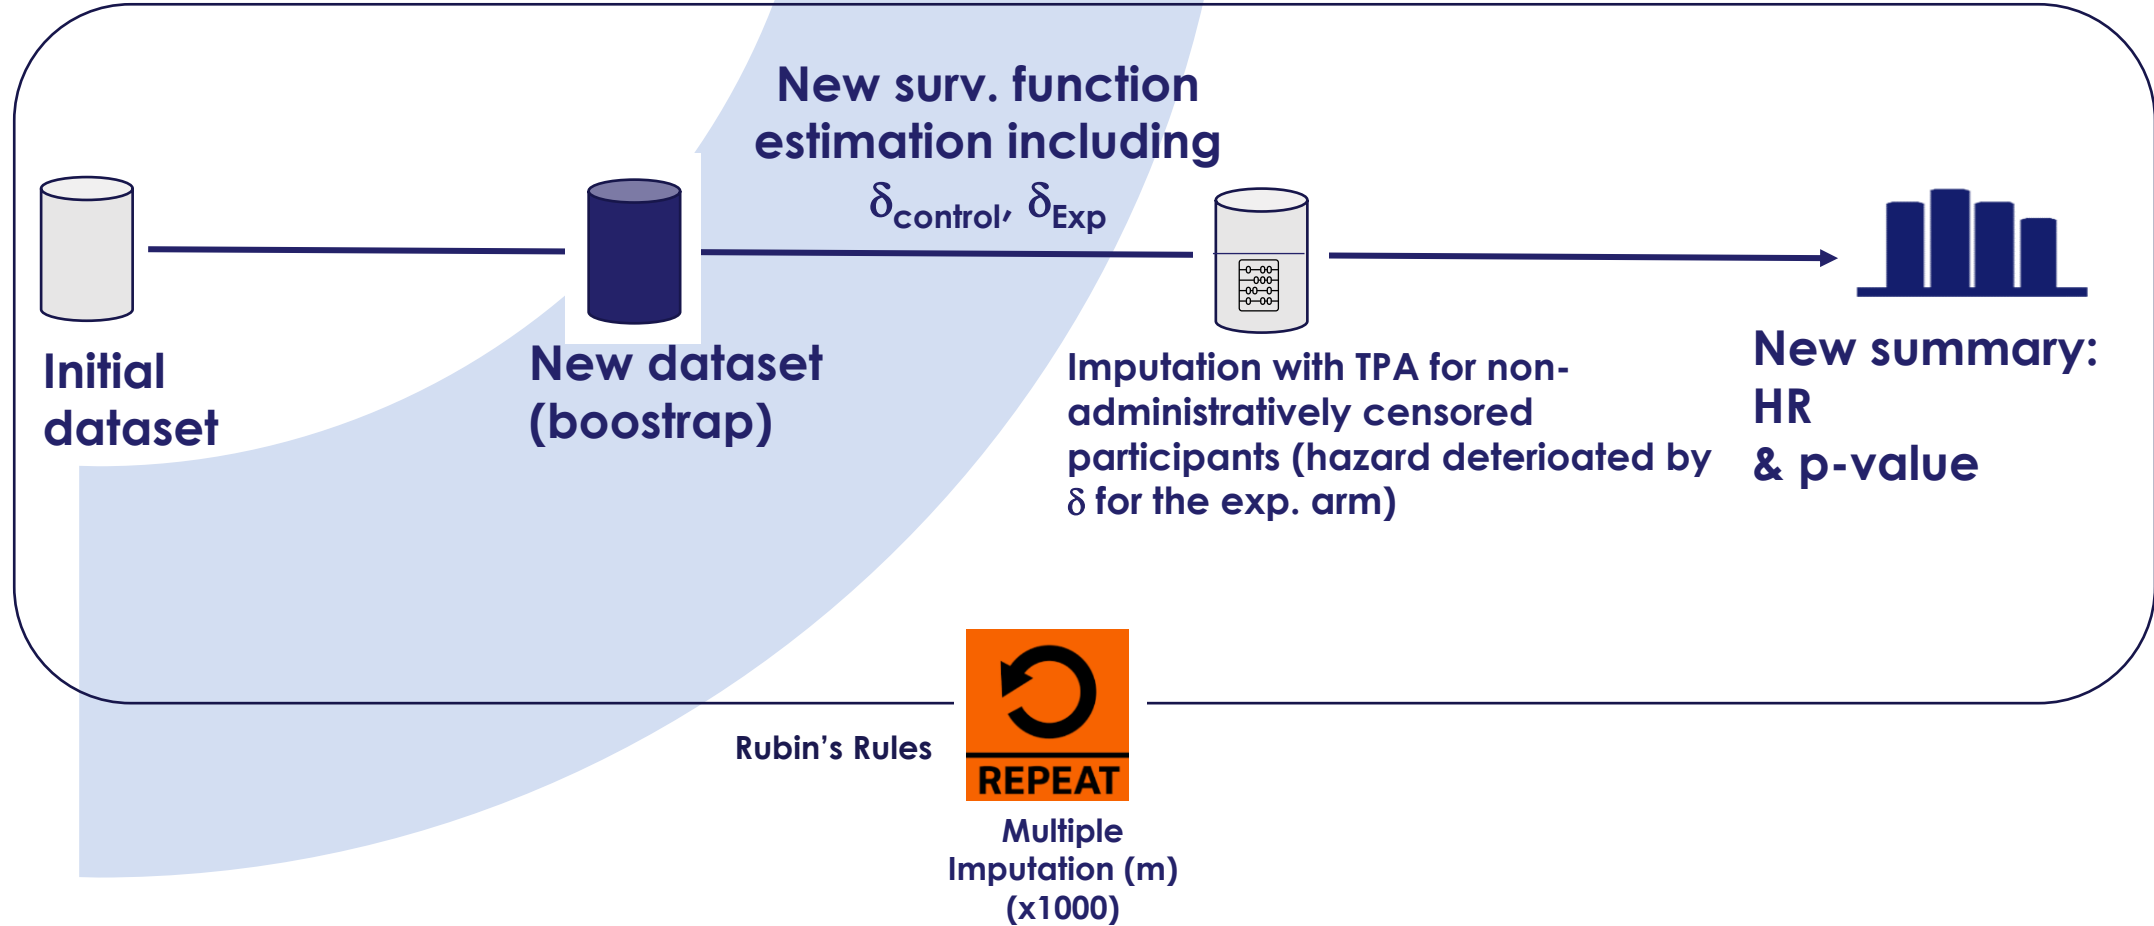 New surv. function
estimation including
δcontrol, δExp
Initial
dataset
New dataset
(boostrap)
Imputation with TPA for non-
administratively censored
participants (hazard deterioated by
δ for the exp. arm)
New summary:
HR
& p-value
Rubin's Rules
REPEAT
Multiple
Imputation (m)
(x1000)